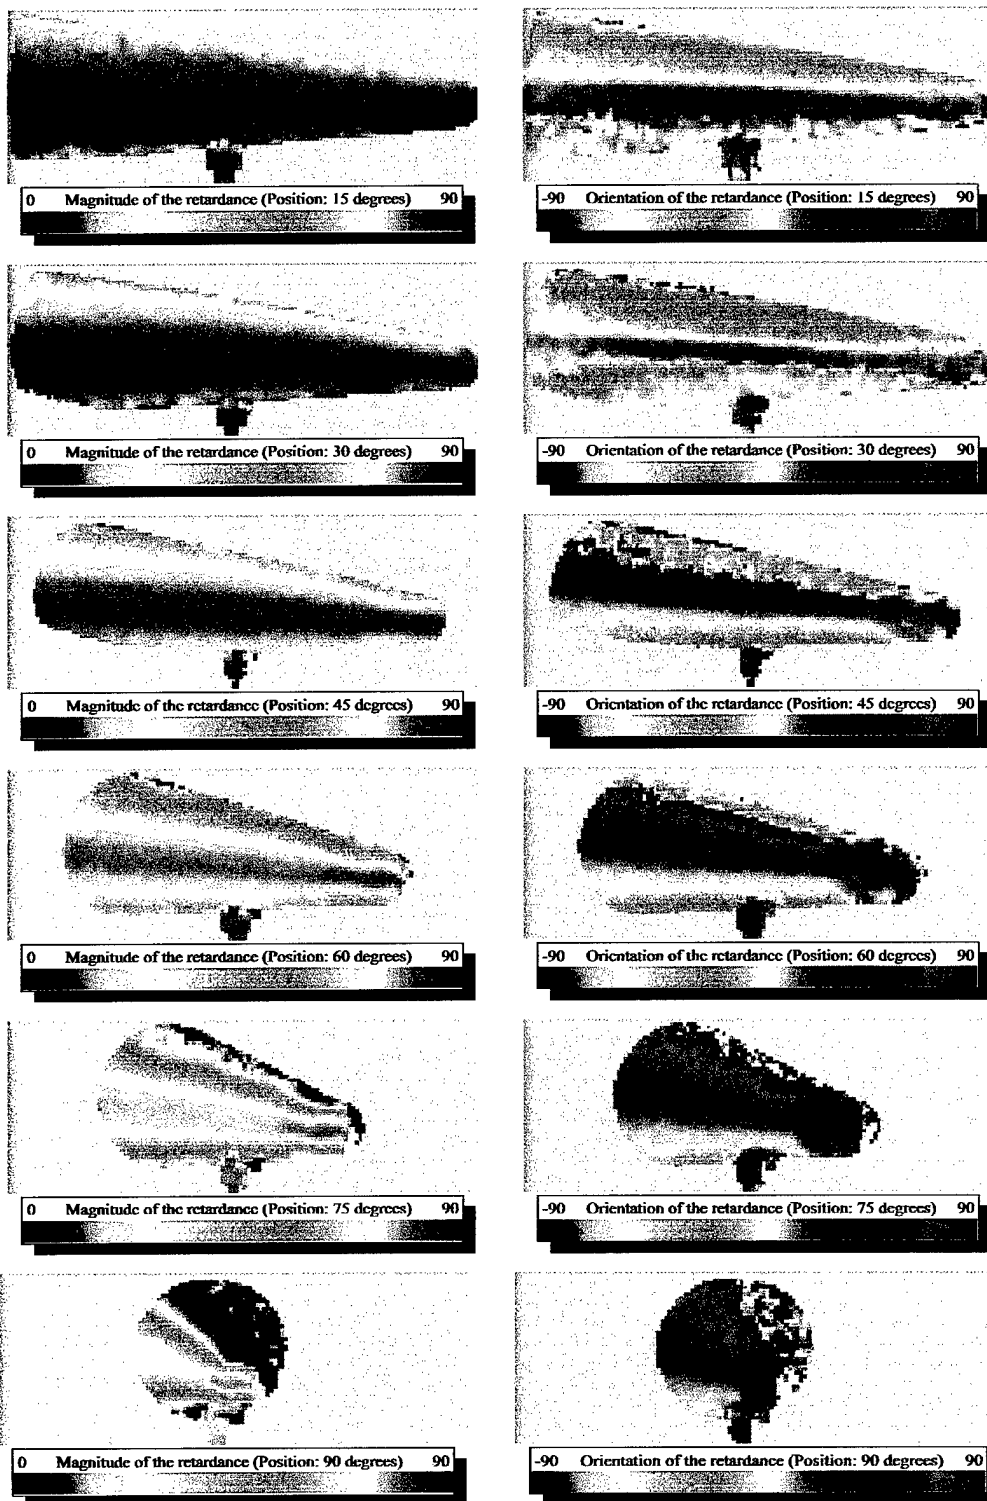 0 Magnitude of the retardance (Position: 15 degrees) 90
-90 Orientation of the retardance (Position: 15 degrees) 90
0 Magnitude of the retardance (Position: 30 degrees) 90
-90 Orientation of the retardance (Position: 30 degrees) 90
0 Magnitude of the retardance (Position: 45 degrees) 90
-90 Orientation of the retardance (Position: 45 degrees) 90
0 Magnitude of the retardance (Position: 60 degrees) 90
-90 Orientation of the retardance (Position: 60 degrees) 90
0 Magnitude of the retardance (Position: 75 degrees) 90
-90 Orientation of the retardance (Position: 75 degrees) 90
0 Magnitude of the retardance (Position: 90 degrees) 90
-90 Orientation of the retardance (Position: 90 degrees) 90